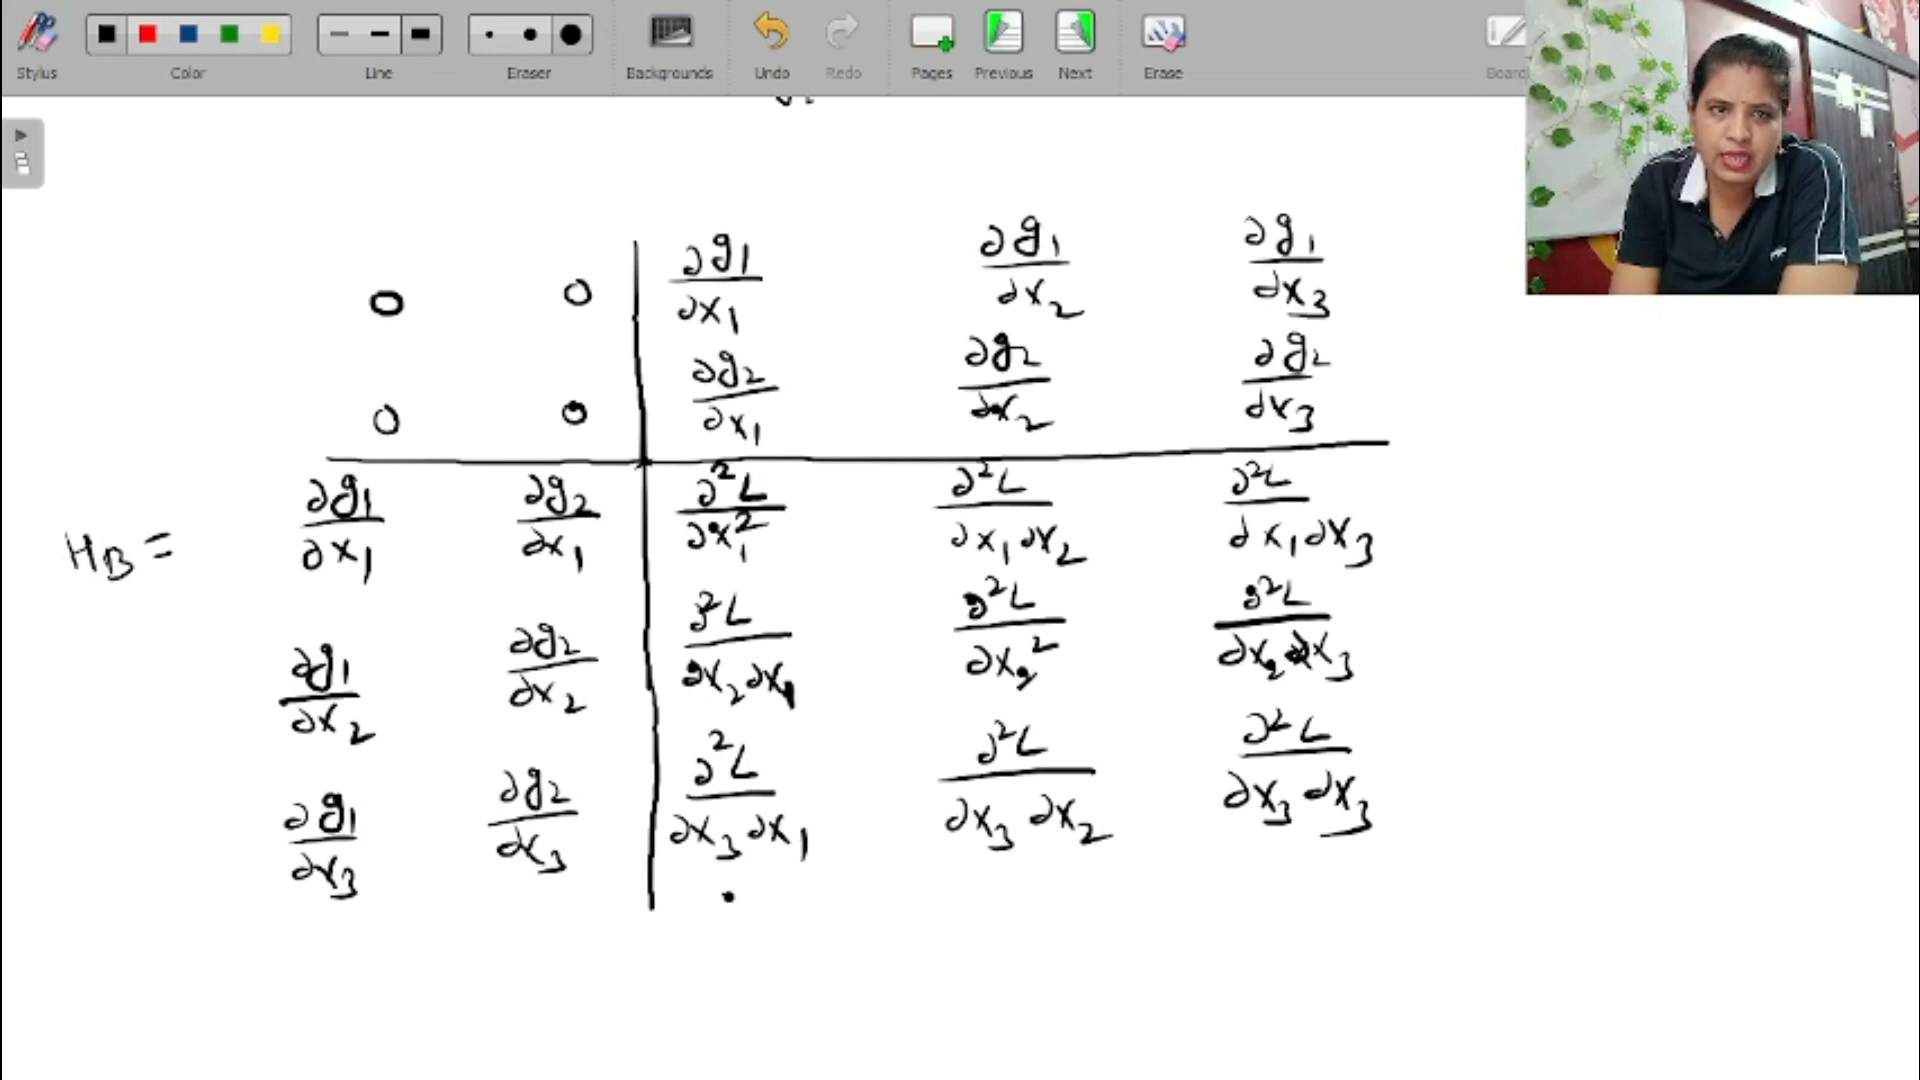 Stylus
Color
Line
Eraser
Backgrounds
Undo
Redo
Pages
Previous
Next
Erase
Board
0 0 ∂g1/∂x1 ∂g1/∂x2 ∂g1/∂x3
0 0 ∂g2/∂x1 ∂g2/∂x2 ∂g2/∂x3
HB = ∂g1/∂x1 ∂g2/∂x1 ∂²L/∂x1² ∂²L/∂x1∂x2 ∂²L/∂x1∂x3
∂g1/∂x2 ∂g2/∂x2 ∂²L/∂x2∂x1 ∂²L/∂x2² ∂²L/∂x2∂x3
∂g1/∂x3 ∂g2/∂x3 ∂²L/∂x3∂x1 ∂²L/∂x3∂x2 ∂²L/∂x3∂x3